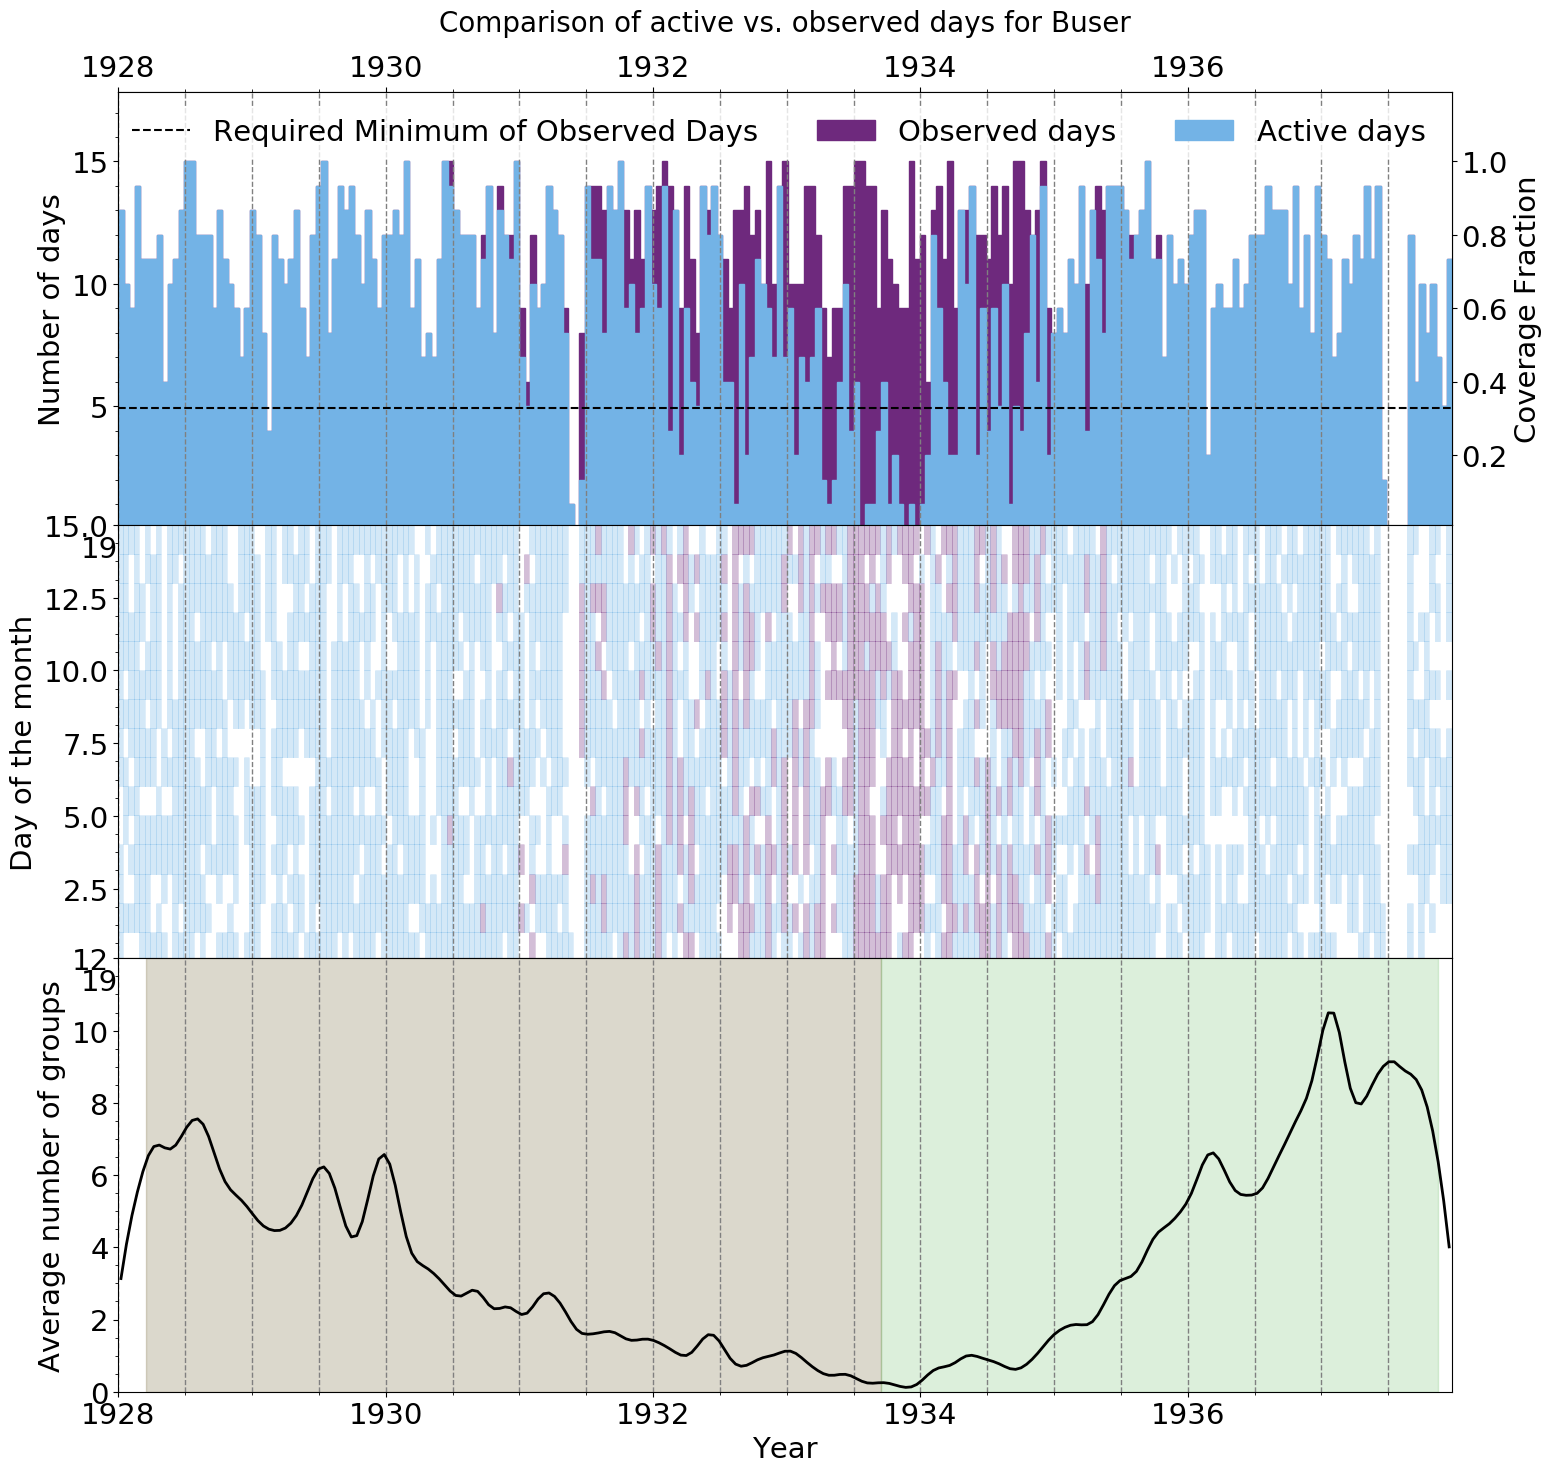 Comparison of active vs. observed days for Buser
1928 1930 1932 1934 1936
Required Minimum of Observed Days Observed days Active days
Number of days
15
10
5
Coverage Fraction
1.0
0.8
0.6
0.4
0.2
Day of the month
15.0
19
12.5
10.0
7.5
5.0
2.5
Average number of groups
12
19
10
8
6
4
2
0
1928 1930 1932 1934 1936
Year